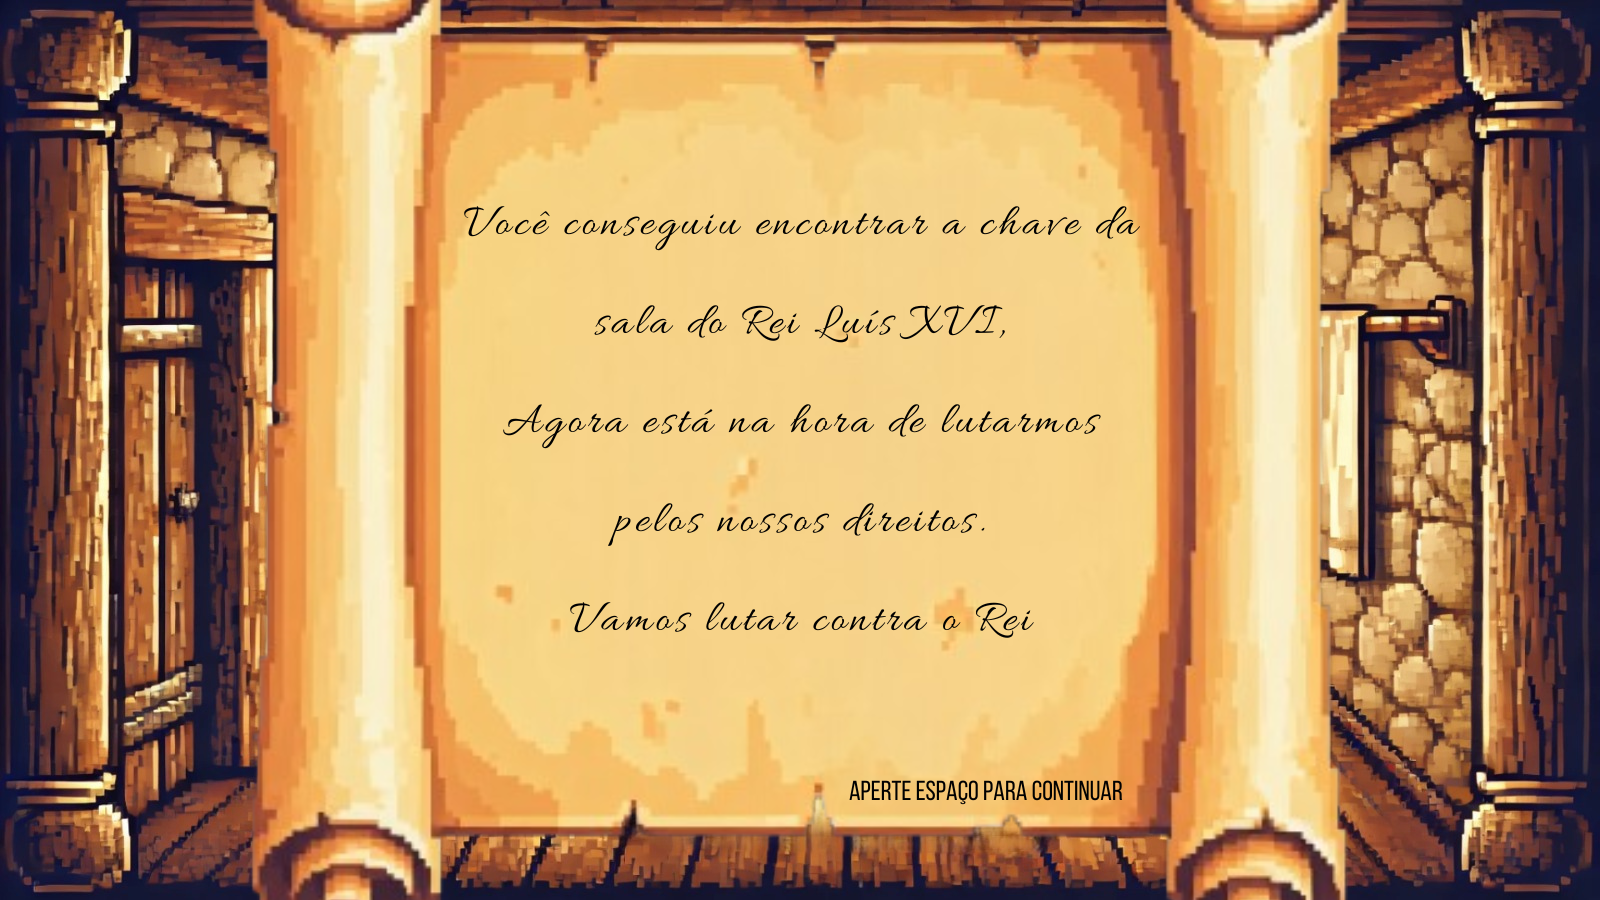 Você conseguiu encontrar a chave da
sala do Rei Luís XVI,
Agora está na hora de lutarmos
pelos nossos direitos.
Vamos lutar contra o Rei
APERTE ESPAÇO PARA CONTINUAR